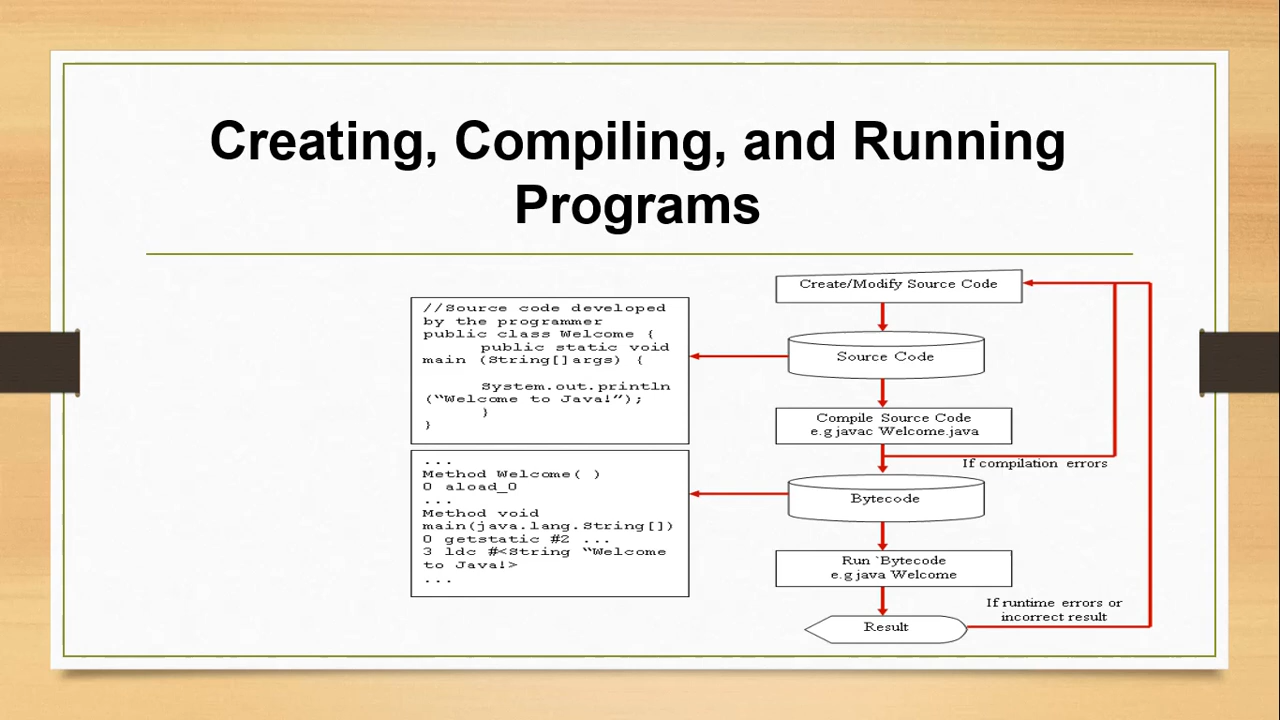 Creating, Compiling, and Running
Programs
//Source code developed
by the programmer
public class Welcome {
public static void
main (String[]args) {
System.out.println
(“Welcome to Java!”);
}
}
...
Method Welcome( )
0 aload_0
...
Method void
main(java.lang.String[])
0 getstatic #2 ...
3 ldc #<String “Welcome
to Java!>
...
Create/Modify Source Code
Source Code
Compile Source Code
e.g javac Welcome.java
If compilation errors
Bytecode
Run `Bytecode
e.g java Welcome
If runtime errors or
incorrect result
Result